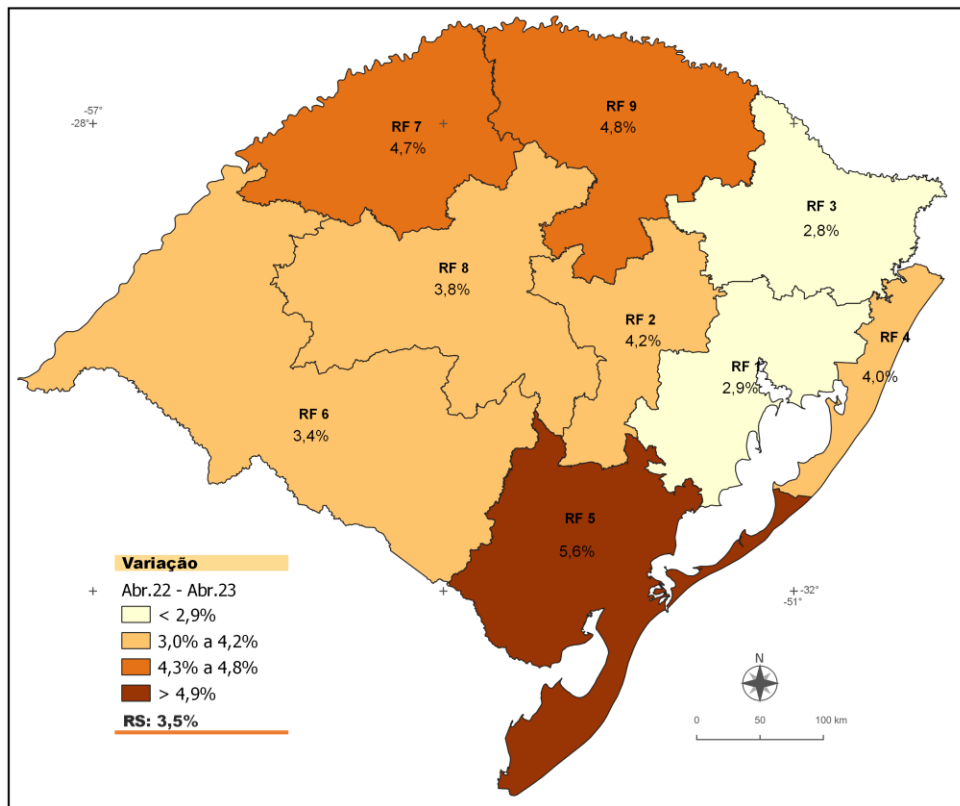 -57°
-28°
RF 7
4,7%
RF 9
4,8%
RF 3
2,8%
RF 8
3,8%
RF 2
4,2%
RF 4
4,0%
RF 1
2,9%
RF 6
3,4%
RF 5
5,6%
Variação
Abr.22 - Abr.23
< 2,9%
3,0% a 4,2%
4,3% a 4,8%
> 4,9%
RS: 3,5%
-32°
-51°
N
0 50 100 km